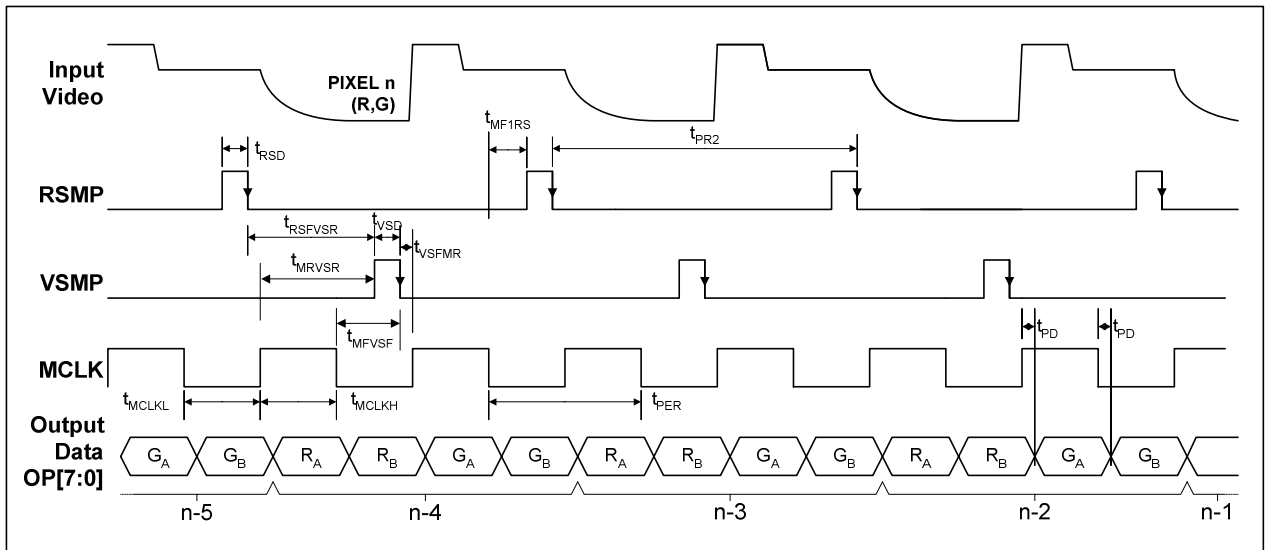 Input
Video
PIXEL n
(R,G)
tMF1RS
tPR2
tRSD
RSMP
tRSFVSR
tVSD
tVSFMR
tMRVSR
VSMP
tMFVSF
tPD
tPD
MCLK
tMCLKL
tMCLKH
tPER
Output
Data
OP[7:0]
GA GB RA RB GA GB RA RB GA GB RA RB GA GB
n-5 n-4 n-3 n-2 n-1